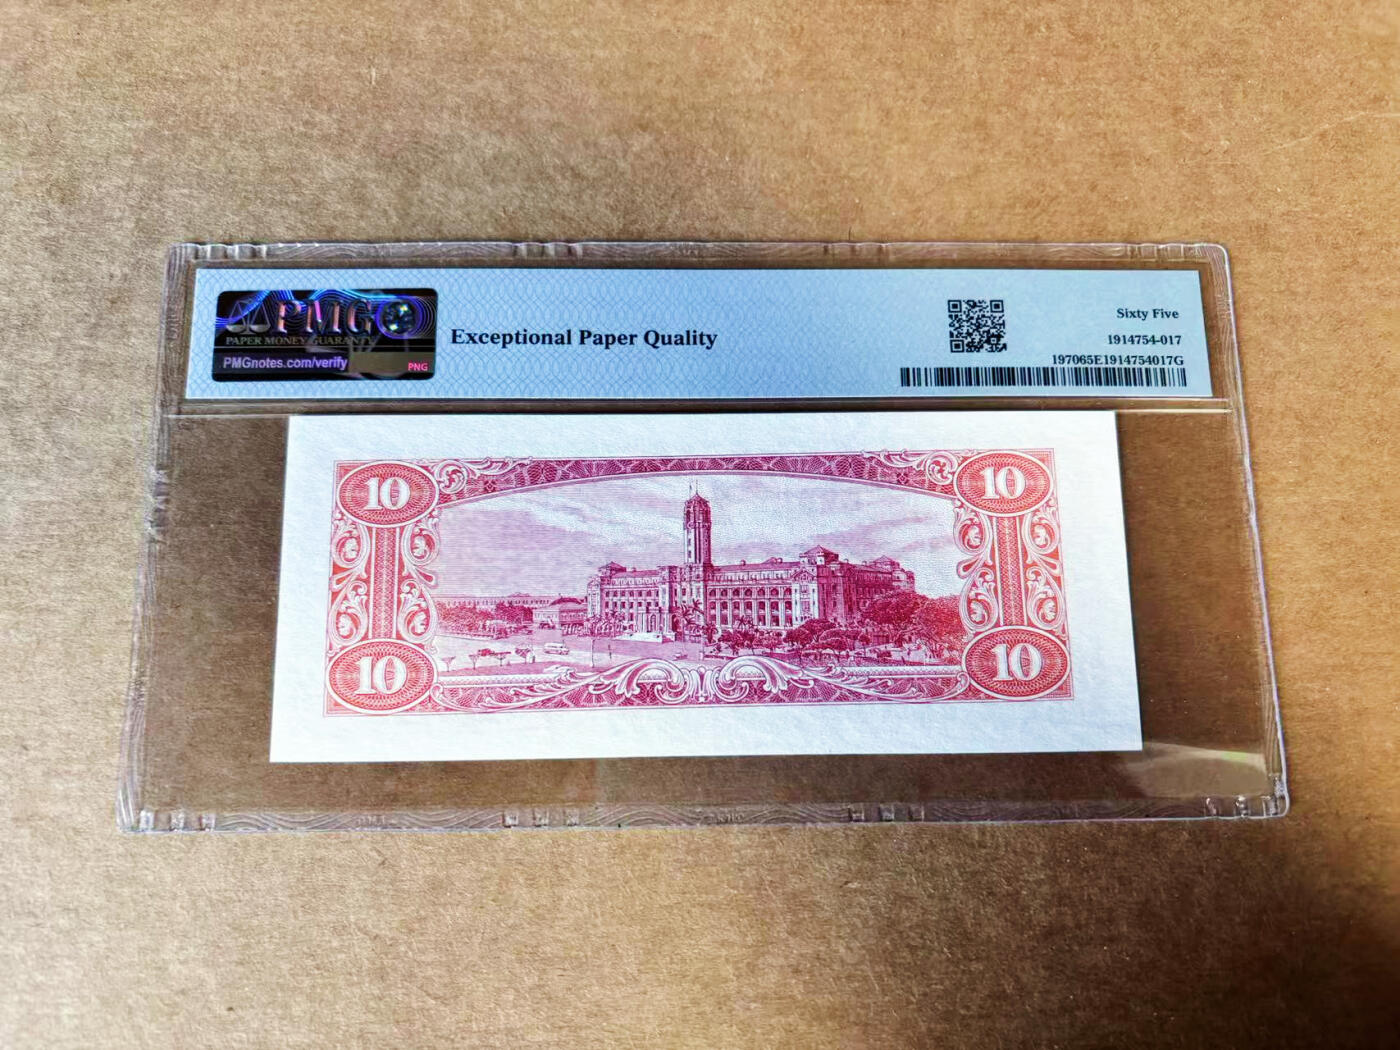 PMG
PAPER MONEY GUARANTY
PMGnotes.com/verify
PNG
Exceptional Paper Quality
Sixty Five
1914754-017
197065E1914754017G
10
10
10
10